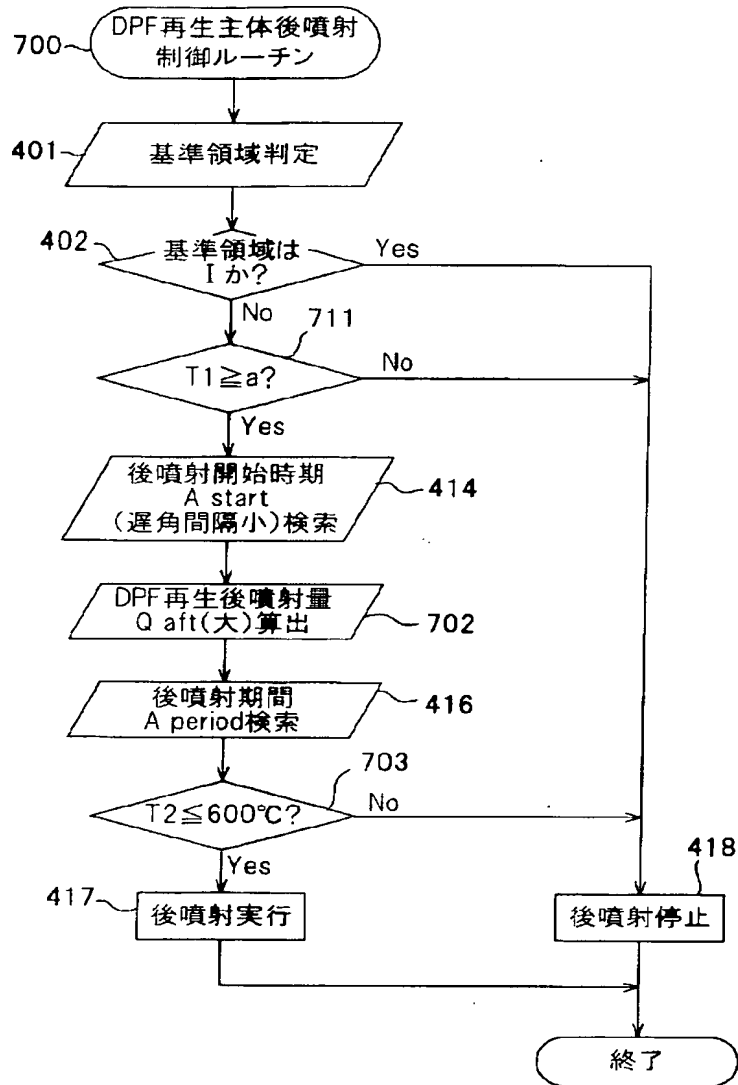 DPF再生主体後噴射
制御ルーチン
700
401
基準領域判定
402
基準領域は
I か?
Yes
No
711
T1≧a?
No
Yes
後噴射開始時期
A start
(遅角間隔小)検索
414
DPF再生後噴射量
Q aft(大)算出
702
後噴射期間
A period検索
416
703
T2≦600℃?
No
Yes
417
後噴射実行
418
後噴射停止
終了